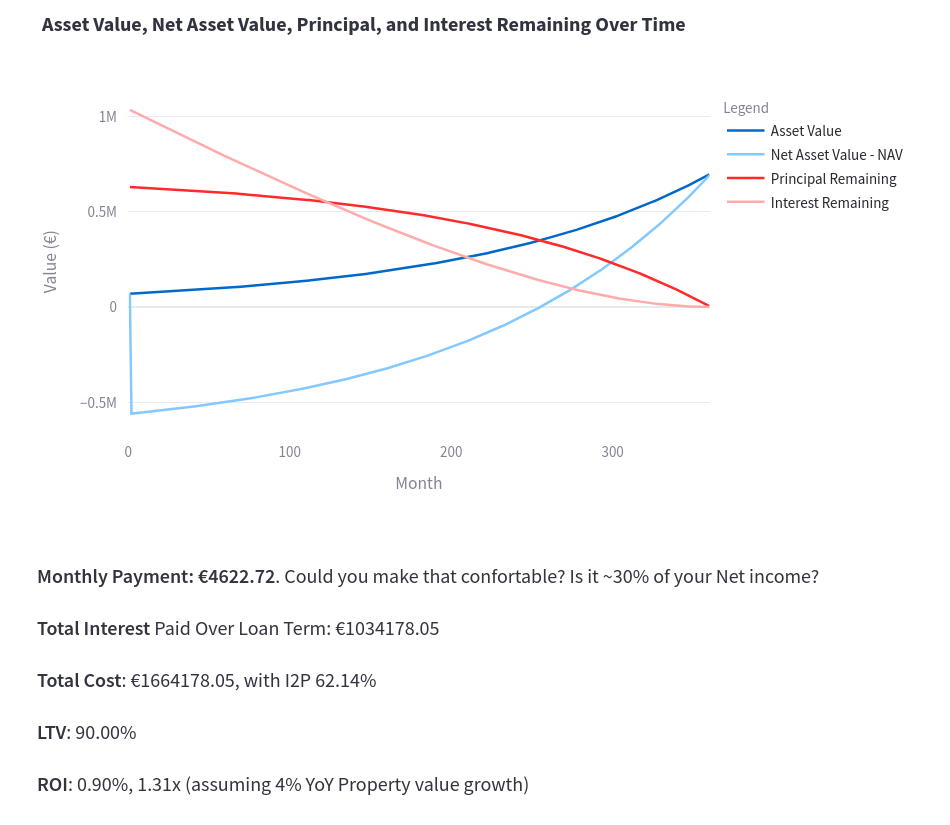 Asset Value, Net Asset Value, Principal, and Interest Remaining Over Time
Legend
Asset Value
Net Asset Value - NAV
Principal Remaining
Interest Remaining
Value (€)
1M
0.5M
0
−0.5M
0 100 200 300
Month
Monthly Payment: €4622.72. Could you make that confortable? Is it ~30% of your Net income?
Total Interest Paid Over Loan Term: €1034178.05
Total Cost: €1664178.05, with I2P 62.14%
LTV: 90.00%
ROI: 0.90%, 1.31x (assuming 4% YoY Property value growth)